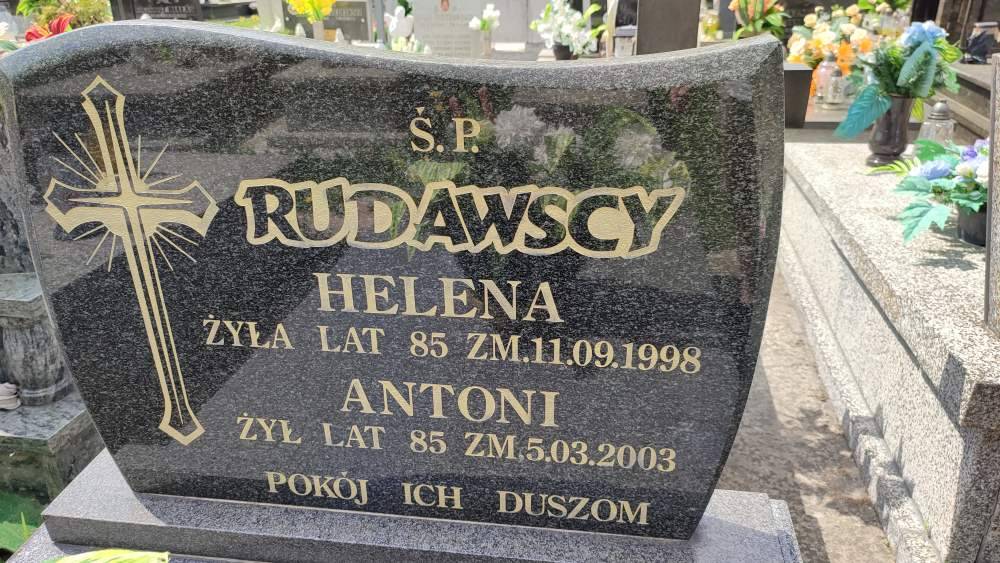 Ś. P.
RUDAWSCY
HELENA
ŻYŁA LAT 85 ZM.11.09.1998
ANTONI
ŻYŁ LAT 85 ZM.5.03.2003
POKÓJ ICH DUSZOM